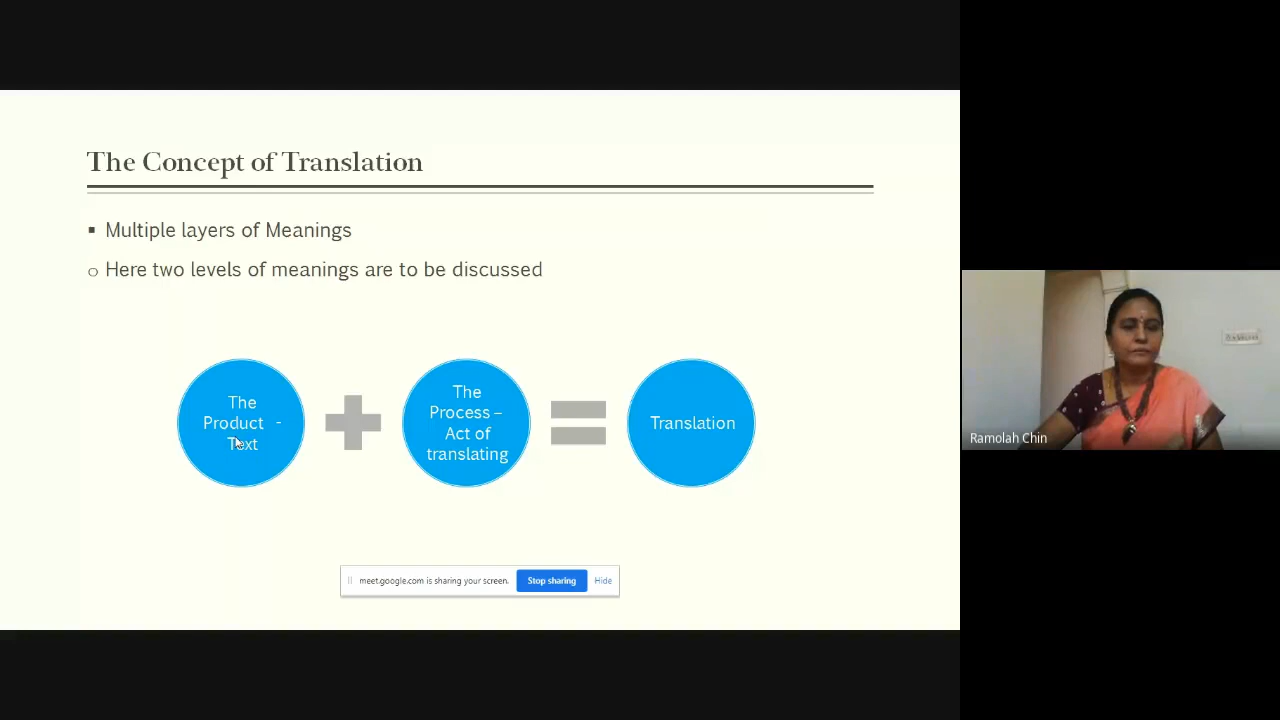 The Concept of Translation
▪ Multiple layers of Meanings
o Here two levels of meanings are to be discussed
The
Product -
Text
The
Process –
Act of
translating
Translation
meet.google.com is sharing your screen. Stop sharing Hide
Ramolah Chin